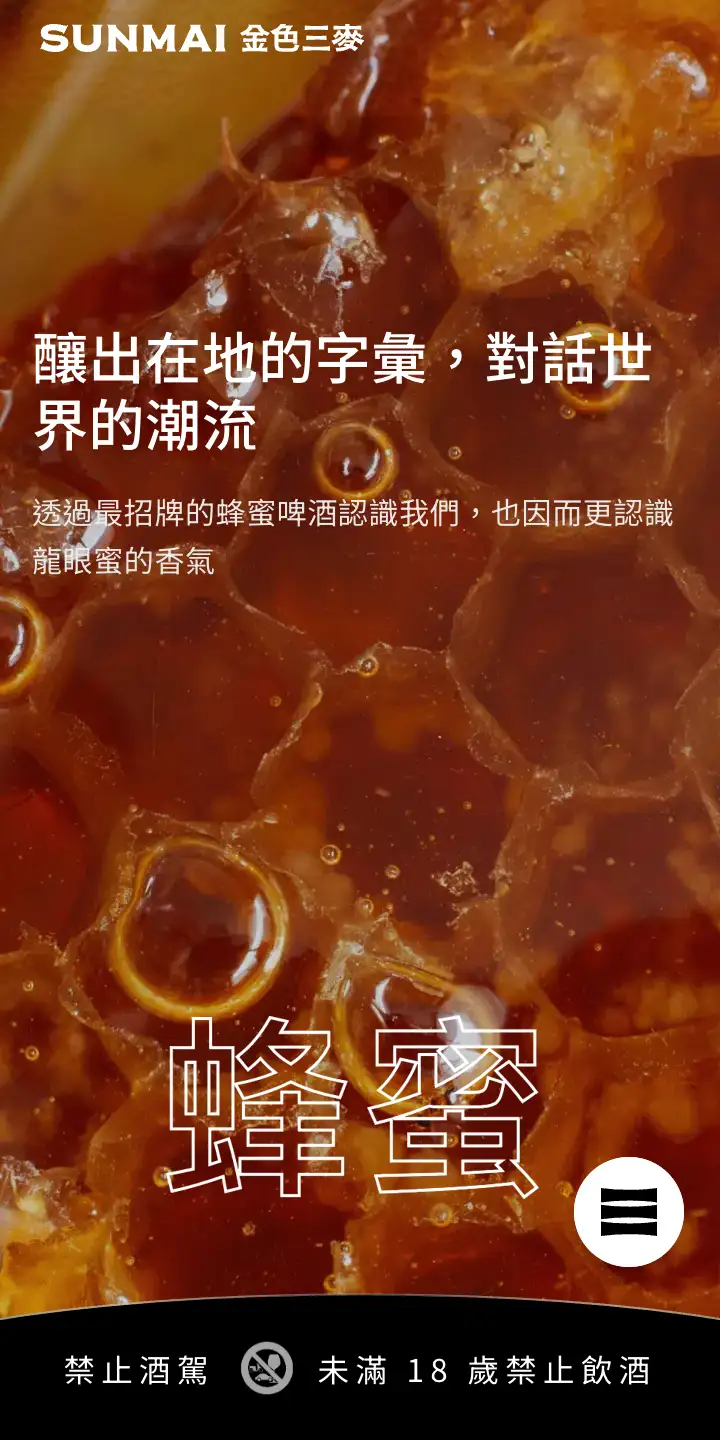 SUNMAI 金色三麥
釀出在地的字彙，對話世
界的潮流
透過最招牌的蜂蜜啤酒認識我們，也因而更認識
龍眼蜜的香氣
蜂蜜
禁止酒駕 未滿 18 歲禁止飲酒